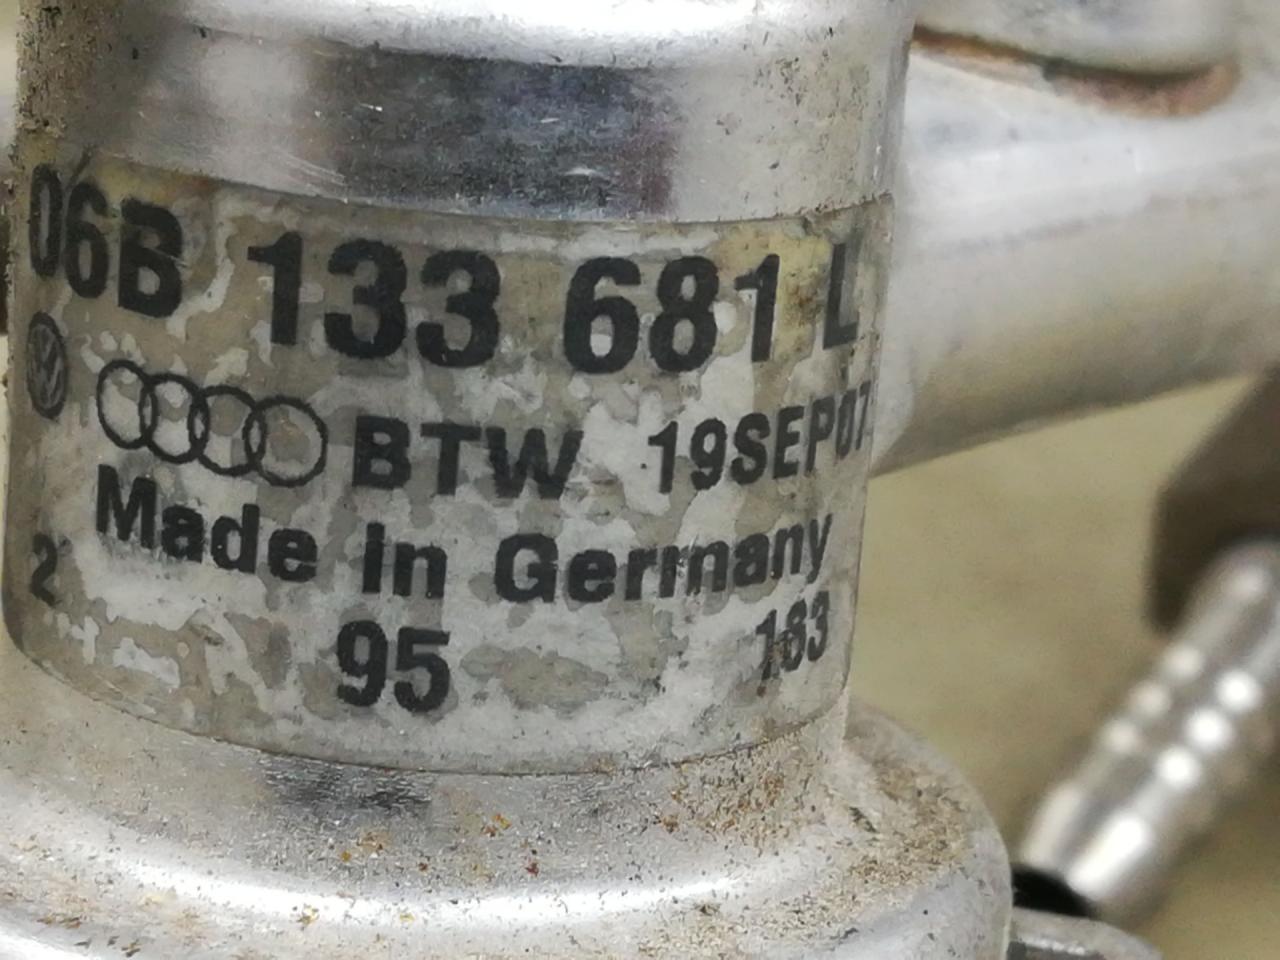 06B 133 681 L
BTW 19SEP07
Made in Germany
2
95 183